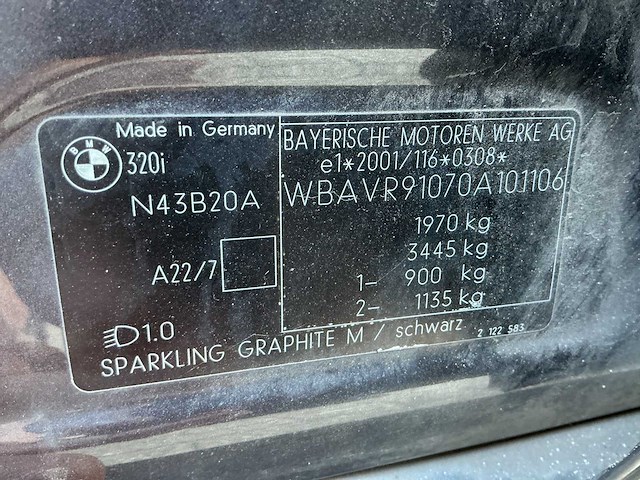 Made in Germany
BMW 320i
N43B20A
A22/7
1.0
SPARKLING GRAPHITE M / schwarz
BAYERISCHE MOTOREN WERKE AG
e1*2001/116*0308*
WBAVR91070A101106
1970 kg
3445 kg
1- 900 kg
2- 1135 kg
2 122 583